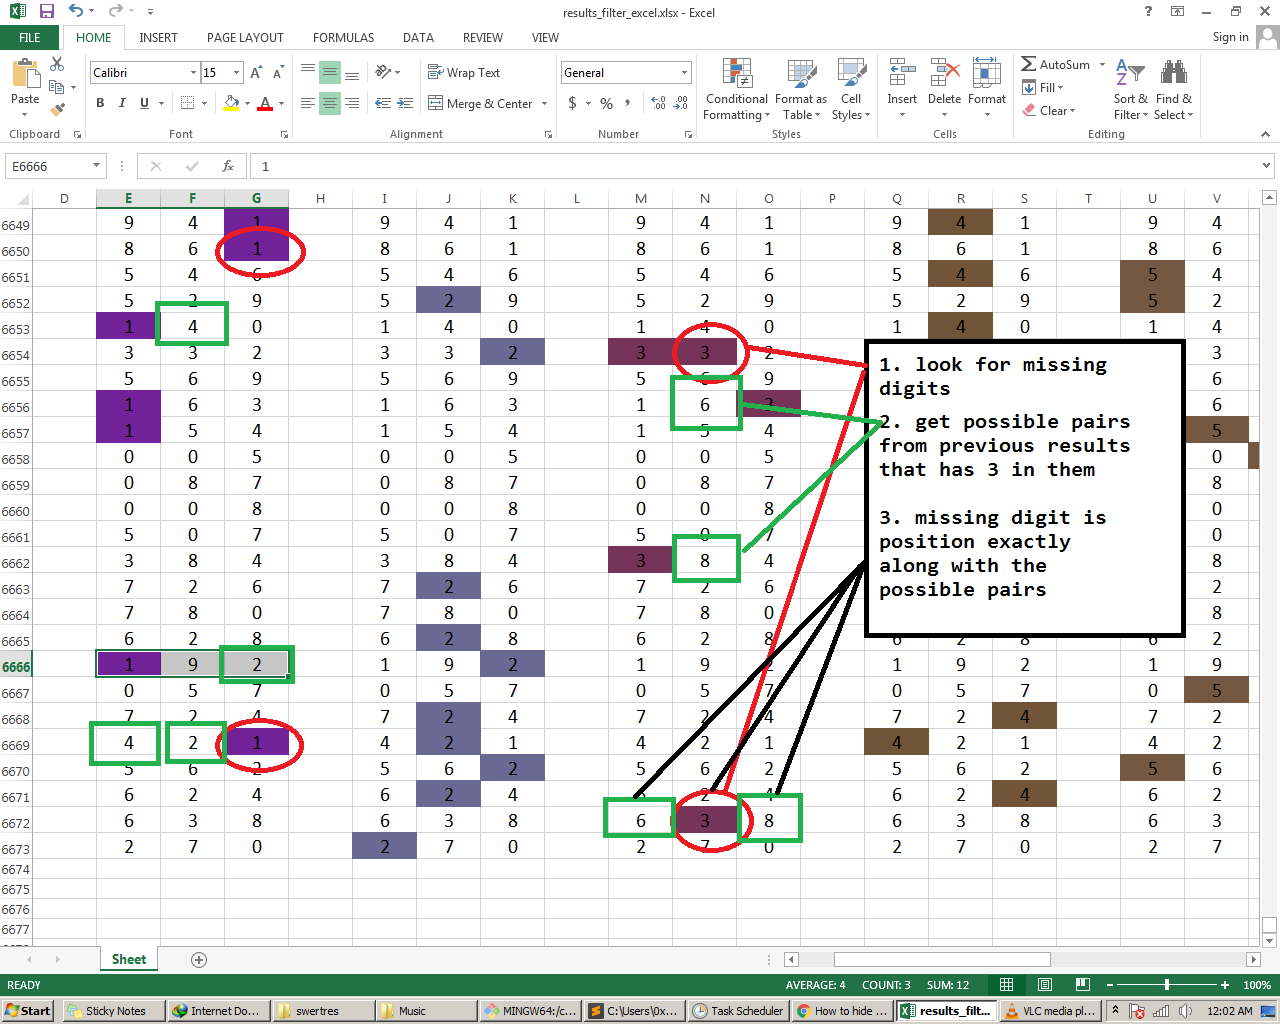 results_filter_excel.xlsx - Excel
FILE HOME INSERT PAGE LAYOUT FORMULAS DATA REVIEW VIEW Sign in
Calibri 15 Wrap Text General AutoSum
Paste Merge & Center Conditional Formatting Format as Table Cell Styles Insert Delete Format Fill Clear Sort & Filter Find & Select
Clipboard Font Alignment Number Styles Cells Editing
E6666 1
D E F G H I J K L M N O P Q R S T U V
6649 9 4 1 9 4 1 9 4 1 9 4 1 9 4
6650 8 6 1 8 6 1 8 6 1 8 6 1 8 6
6651 5 4 6 5 4 6 5 4 6 5 4 6 5 4
6652 5 2 9 5 2 9 5 2 9 5 2 9 5 2
6653 1 4 0 1 4 0 1 4 0 1 4 0 1 4
6654 3 3 2 3 3 2 3 3 2 3
6655 5 6 9 5 6 9 5 6 9 6
6656 1 6 3 1 6 3 1 6 3 6
6657 1 5 4 1 5 4 1 5 4 5
6658 0 0 5 0 0 5 0 0 5 0
6659 0 8 7 0 8 7 0 8 7 8
6660 0 0 8 0 0 8 0 0 8 0
6661 5 0 7 5 0 7 5 0 7 0
6662 3 8 4 3 8 4 3 8 4 8
6663 7 2 6 7 2 6 7 2 6 2
6664 7 8 0 7 8 0 7 8 0 8
6665 6 2 8 6 2 8 6 2 8 6 2 8 6 2
6666 1 9 2 1 9 2 1 9 2 1 9 2 1 9
6667 0 5 7 0 5 7 0 5 7 0 5 7 0 5
6668 7 2 4 7 2 4 7 2 4 7 2 4 7 2
6669 4 2 1 4 2 1 4 2 1 4 2 1 4 2
6670 5 6 2 5 6 2 5 6 2 5 6 2 5 6
6671 6 2 4 6 2 4 6 2 4 6 2 4 6 2
6672 6 3 8 6 3 8 6 3 8 6 3 8 6 3
6673 2 7 0 2 7 0 2 7 0 2 7 0 2 7
6674
6675
6676
6677
1. look for missing
digits
2. get possible pairs
from previous results
that has 3 in them
3. missing digit is
position exactly
along with the
possible pairs
Sheet
READY AVERAGE: 4 COUNT: 3 SUM: 12 100%
Start Sticky Notes Internet Do... swertres Music MINGW64:/c... C:\Users\0x... Task Scheduler How to hide ... results_filt... VLC media pl... 12:02 AM